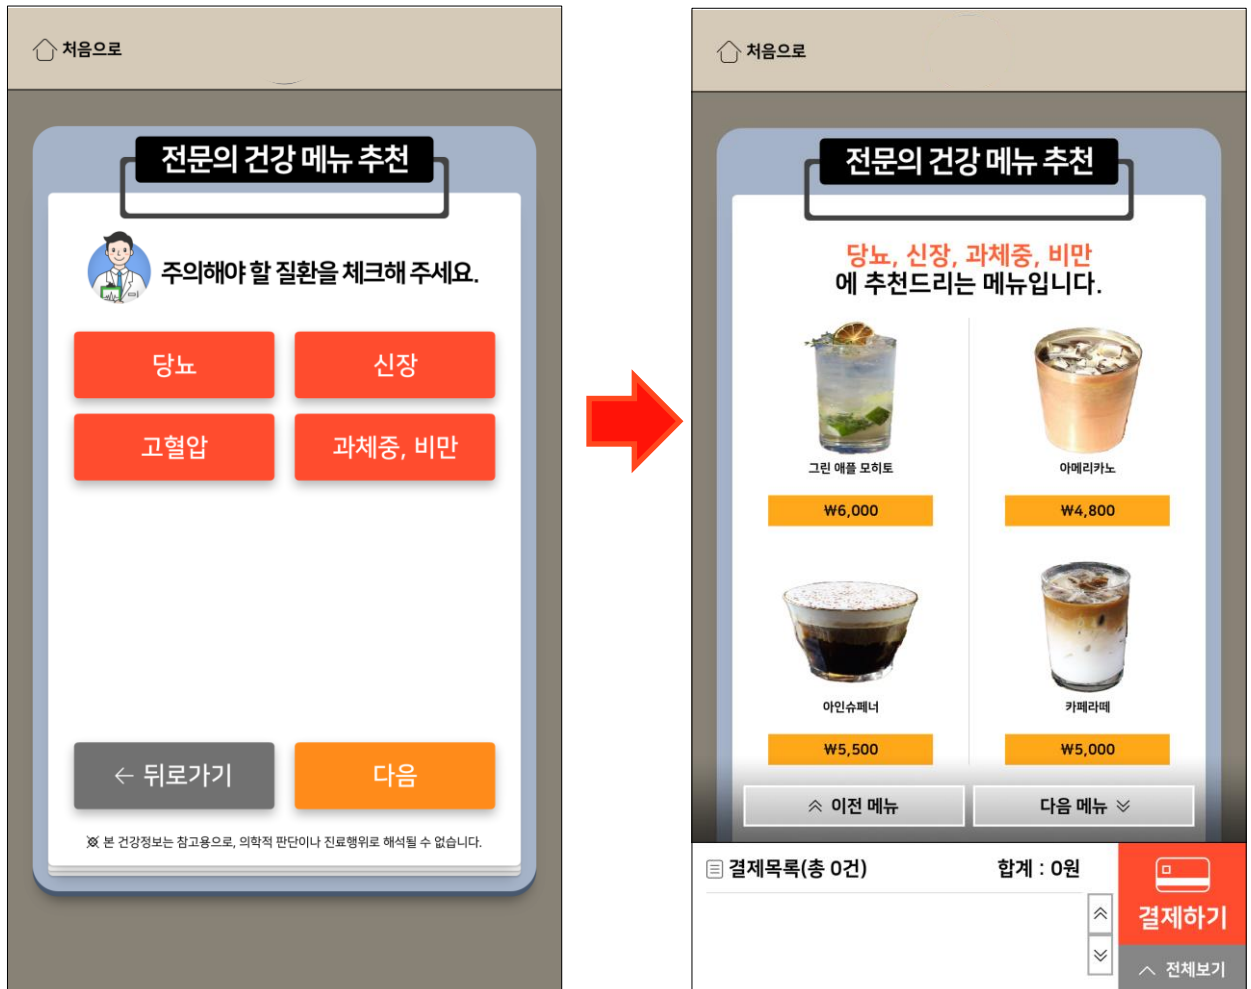 처음으로
전문의 건강 메뉴 추천
주의해야 할 질환을 체크해 주세요.
당뇨
신장
고혈압
과체중, 비만
← 뒤로가기
다음
※ 본 건강정보는 참고용으로, 의학적 판단이나 진료행위로 해석될 수 없습니다.
처음으로
전문의 건강 메뉴 추천
당뇨, 신장, 과체중, 비만
에 추천드리는 메뉴입니다.
그린 애플 모히토
아메리카노
₩6,000
₩4,800
아인슈페너
카페라떼
₩5,500
₩5,000
이전 메뉴
다음 메뉴
결제목록(총 0건)
합계 : 0원
결제하기
전체보기